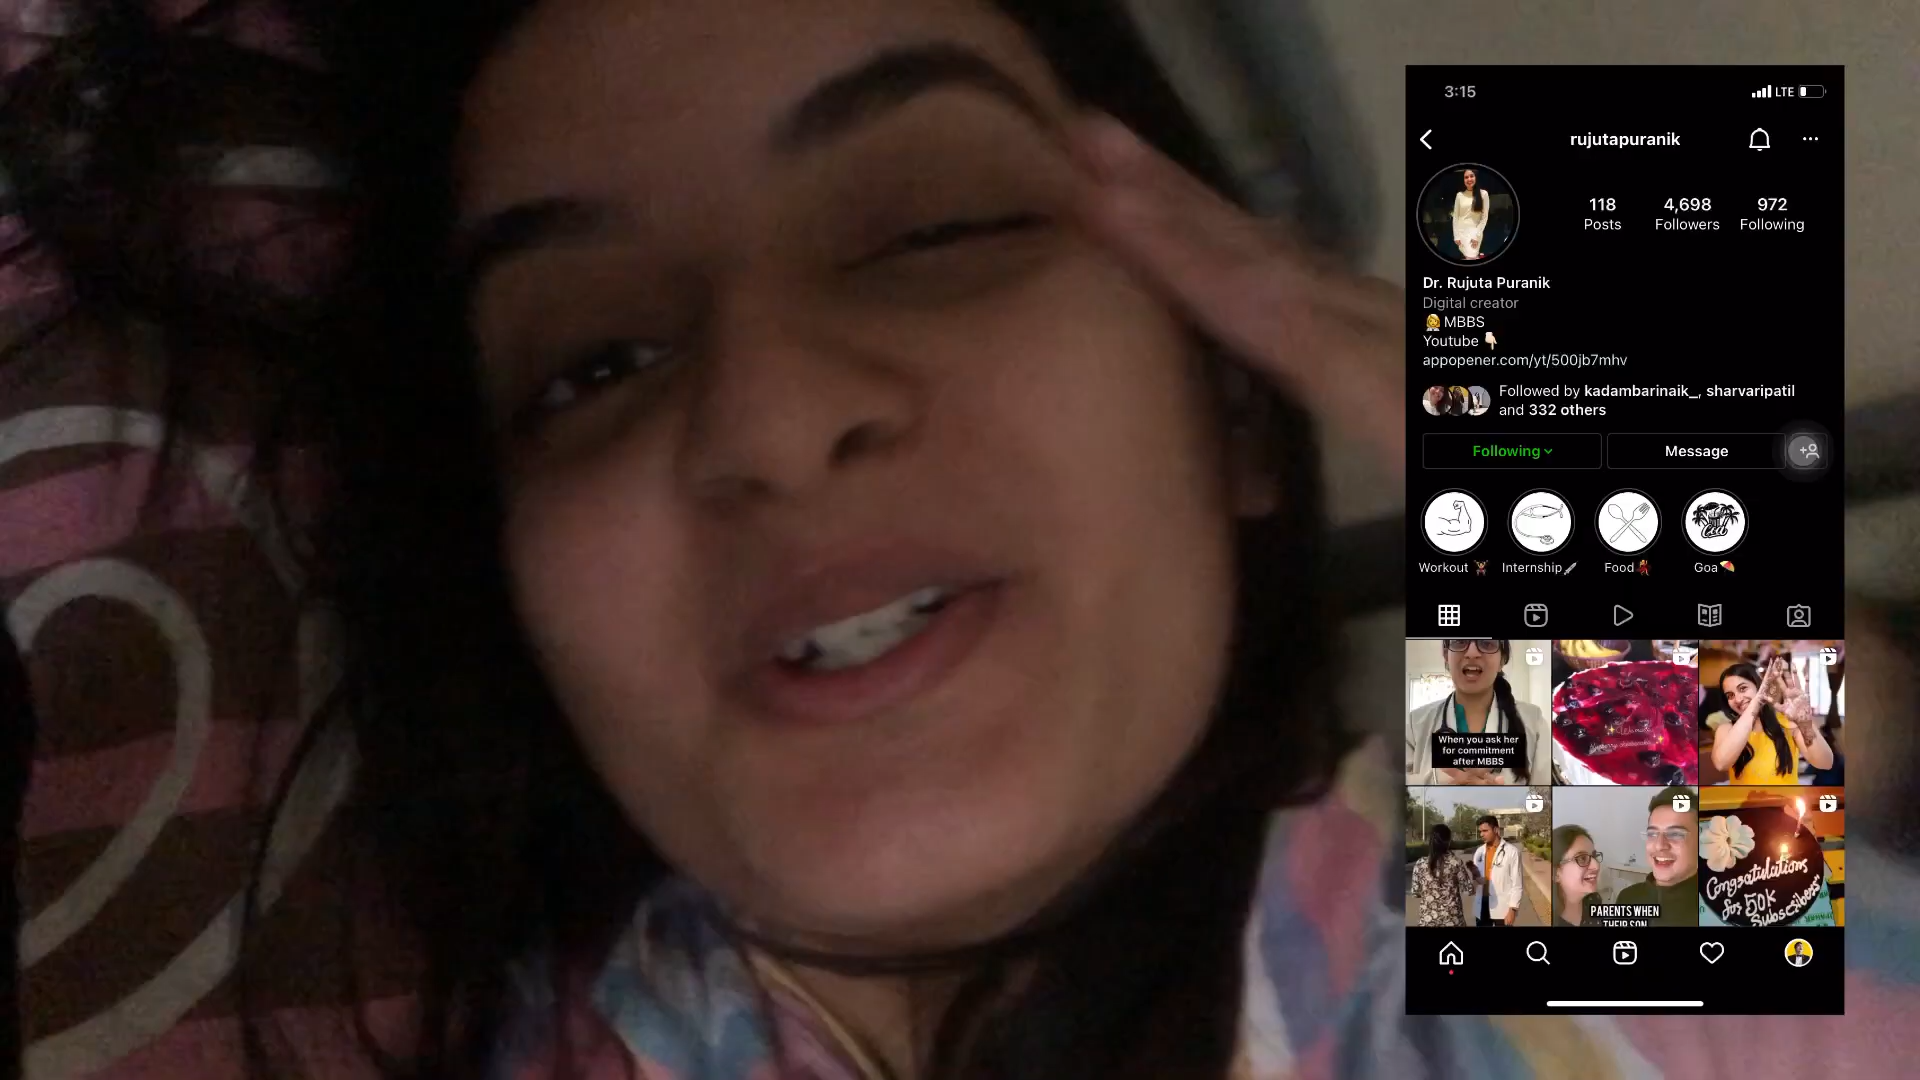 3:15
LTE
rujutapuranik
118
Posts
4,698
Followers
972
Following
Dr. Rujuta Puranik
Digital creator
👩‍⚕️ MBBS
Youtube 👇🏻
appopener.com/yt/500jb7mhv
Followed by kadambarinaik_, sharvaripatil
and 332 others
Following
Message
Workout
Internship
Food
Goa
When you ask her
for commitment
after MBBS
PARENTS WHEN
THEIR SON
Congratulations
for 50K
Subscribers